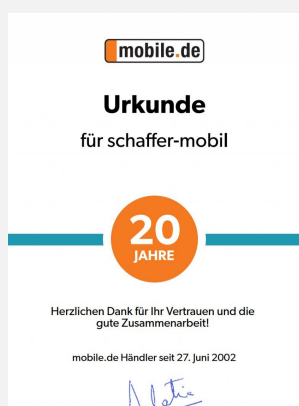 mobile.de
Urkunde
für schaffer-mobil
20
JAHRE
Herzlichen Dank für Ihr Vertrauen und die
gute Zusammenarbeit!
mobile.de Händler seit 27. Juni 2002